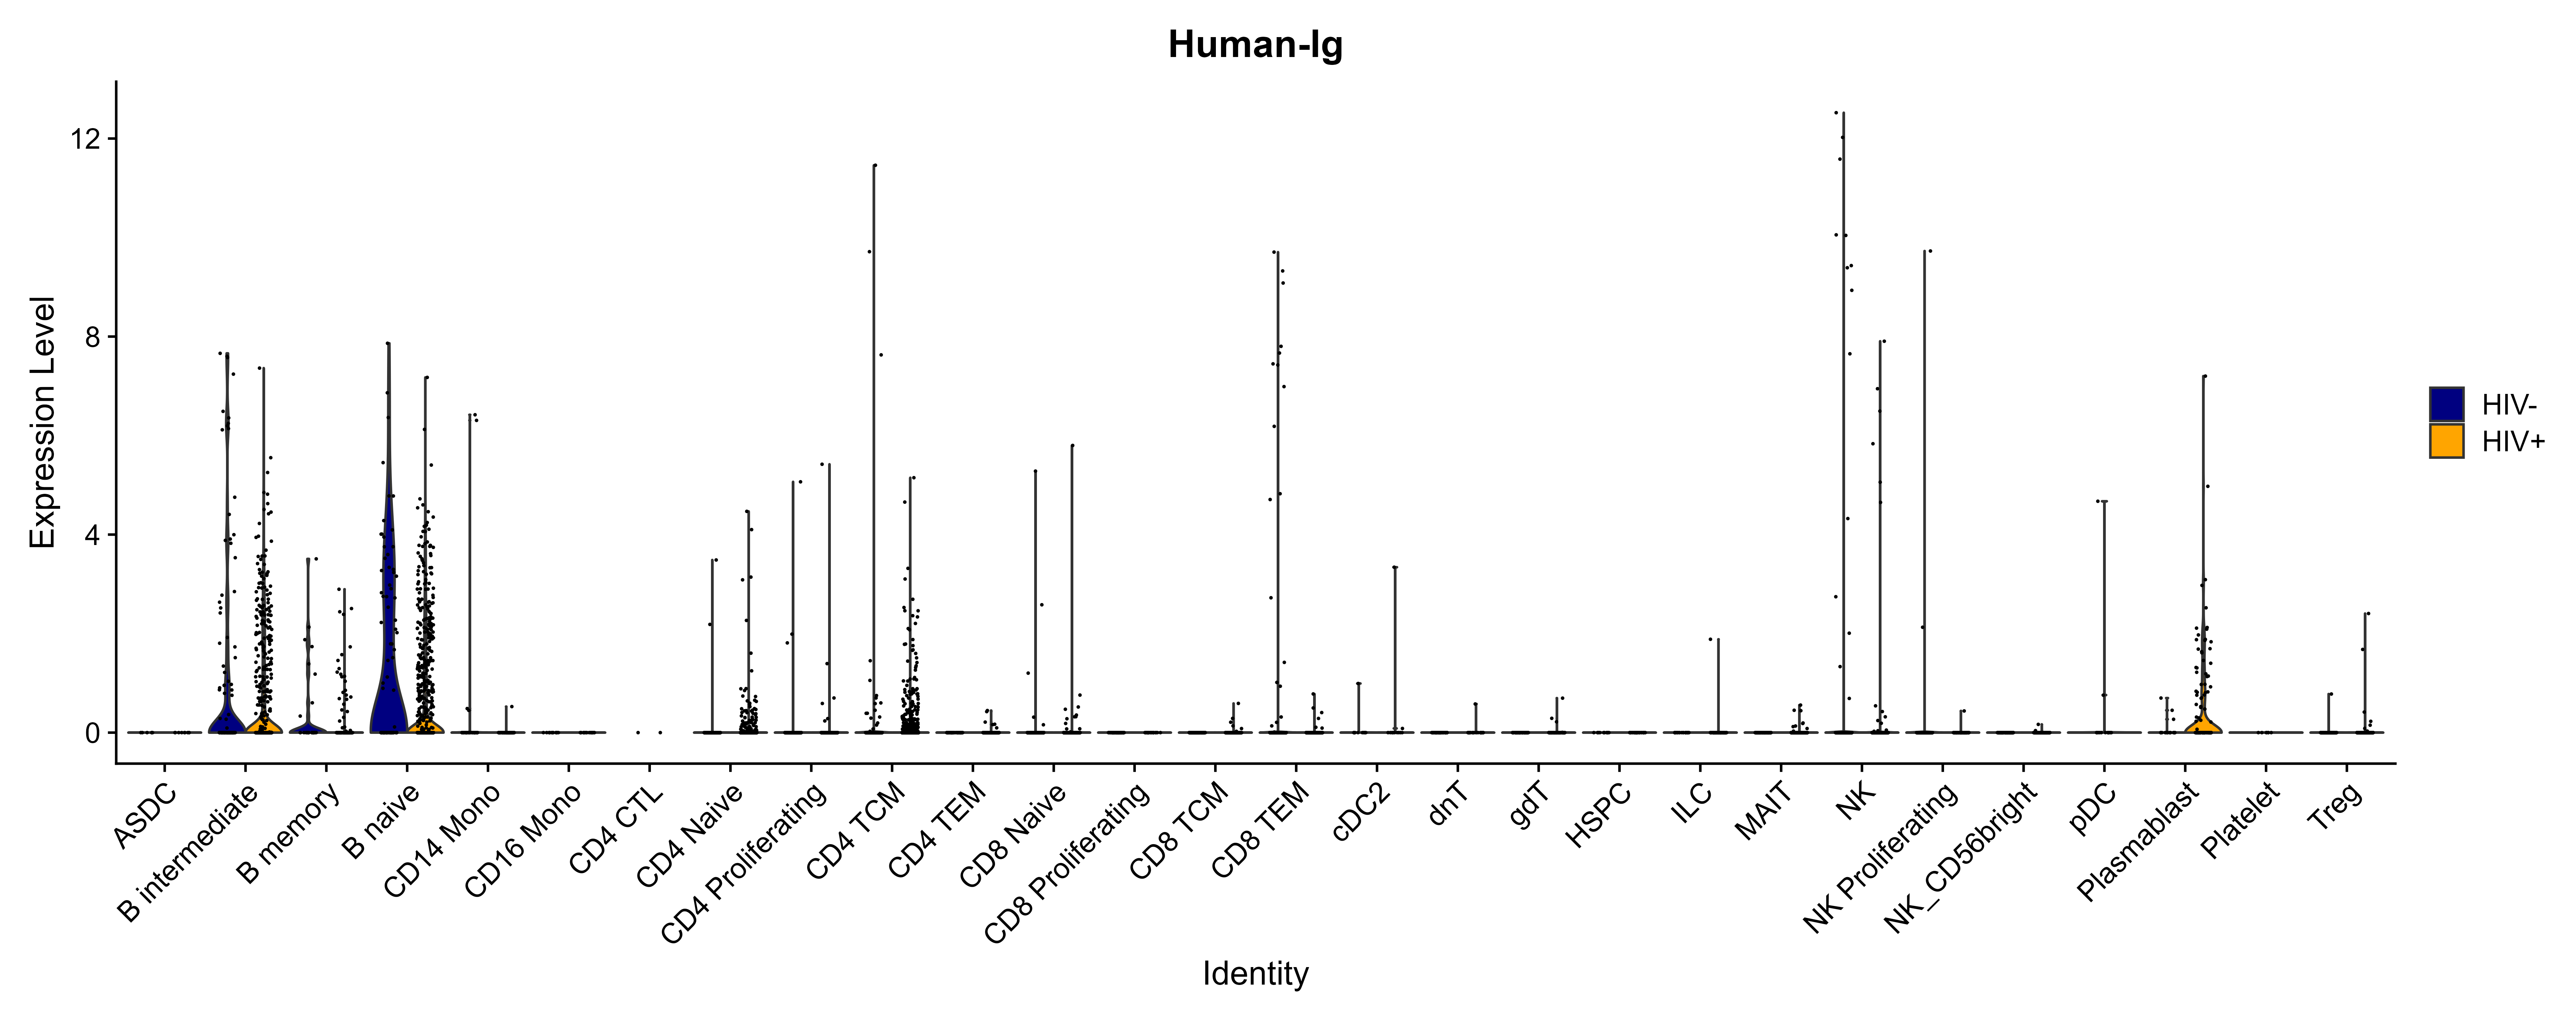 Human-Ig
Expression Level
12
8
4
0
HIV-
HIV+
ASDC
B intermediate
B memory
B naive
CD14 Mono
CD16 Mono
CD4 CTL
CD4 Naive
CD4 Proliferating
CD4 TCM
CD4 TEM
CD8 Naive
CD8 Proliferating
CD8 TCM
CD8 TEM
cDC2
dnT
gdT
HSPC
ILC
MAIT
NK
NK Proliferating
NK_CD56bright
pDC
Plasmablast
Platelet
Treg
Identity